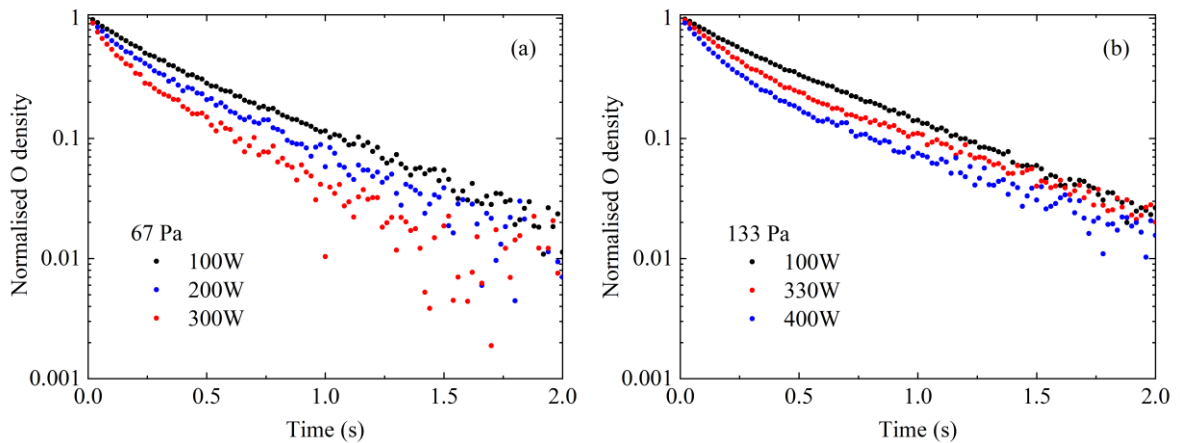 1
0.1
0.01
0.001
Normalised O density
(a)
67 Pa
100W
200W
300W
0.0 0.5 1.0 1.5 2.0
Time (s)
1
0.1
0.01
0.001
Normalised O density
(b)
133 Pa
100W
330W
400W
0.0 0.5 1.0 1.5 2.0
Time (s)